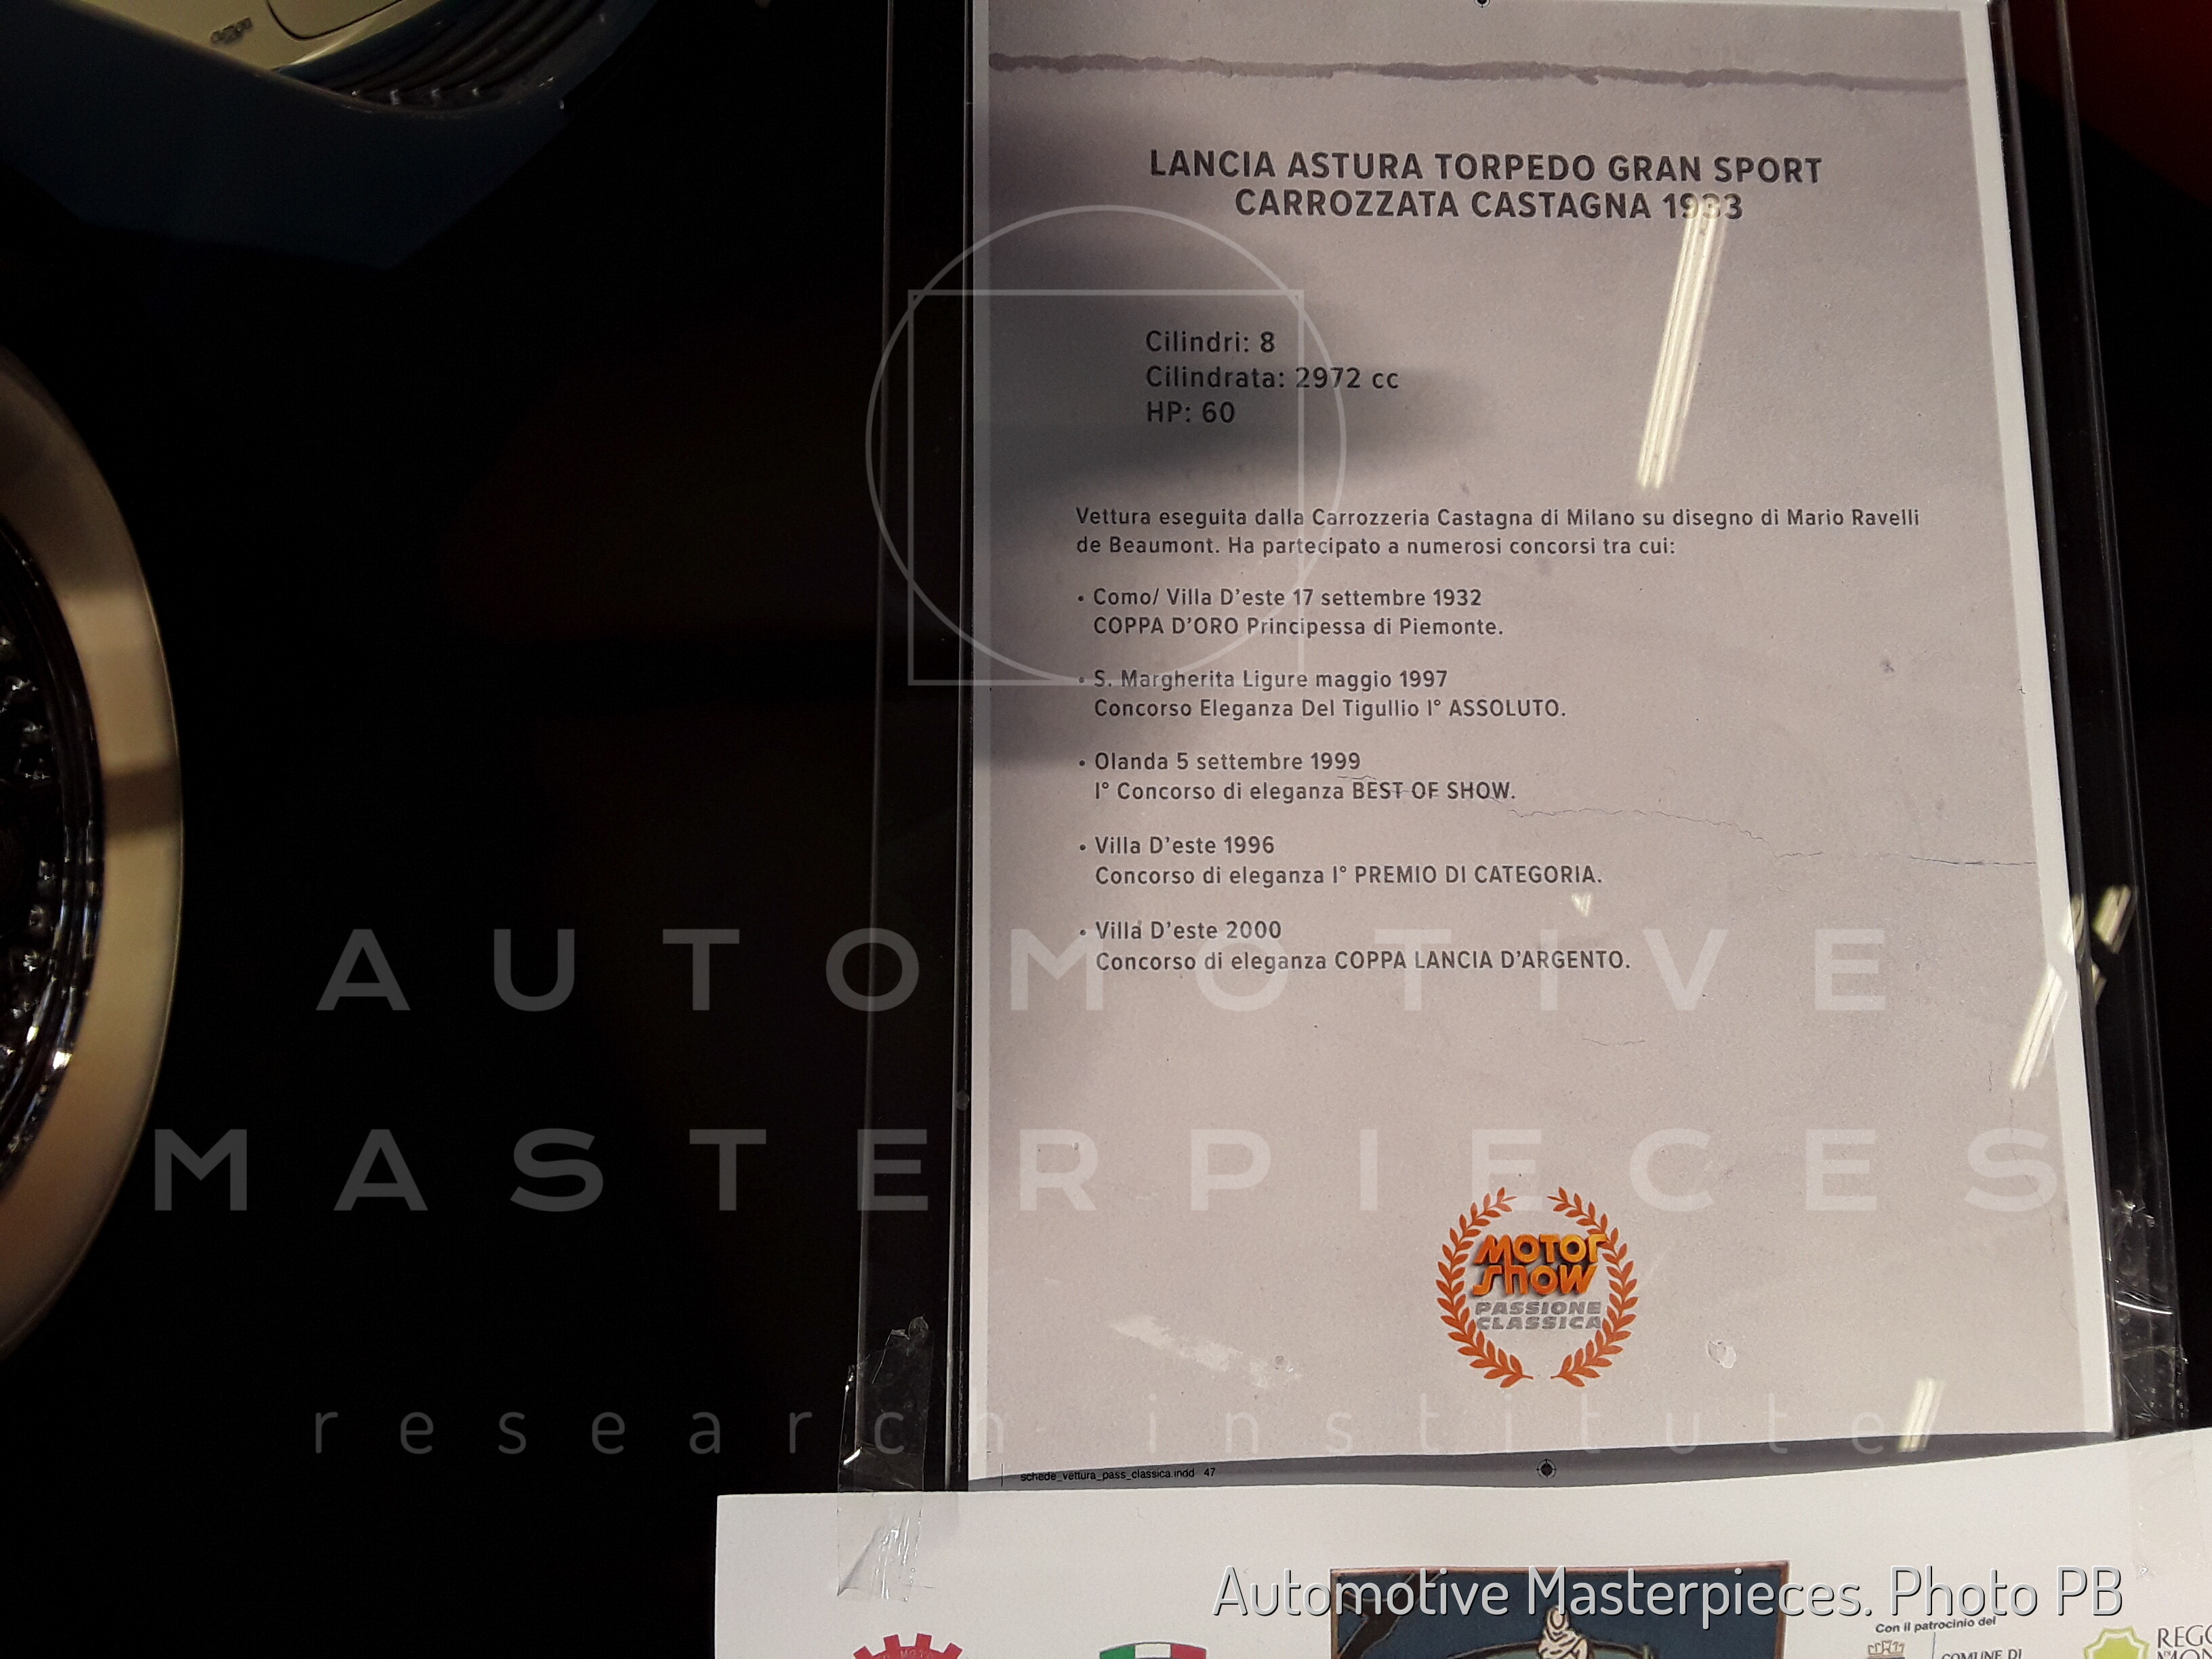 LANCIA ASTURA TORPEDO GRAN SPORT
CARROZZATA CASTAGNA 1933
Cilindri: 8
Cilindrata: 2972 cc
HP: 60
Vettura eseguita dalla Carrozzeria Castagna di Milano su disegno di Mario Ravelli
de Beaumont. Ha partecipato a numerosi concorsi tra cui:
• Como/ Villa D'este 17 settembre 1932
COPPA D'ORO Principessa di Piemonte.
• S. Margherita Ligure maggio 1997
Concorso Eleganza Del Tigullio I° ASSOLUTO.
• Olanda 5 settembre 1999
I° Concorso di eleganza BEST OF SHOW.
• Villa D'este 1996
Concorso di eleganza I° PREMIO DI CATEGORIA.
• Villa D'este 2000
Concorso di eleganza COPPA LANCIA D'ARGENTO.
AUTOMOTIVE
MASTERPIECES
research institute
MOTOR
SHOW
PASSIONE
CLASSICA
schede_vettura_pass_classica.indd 47
Automotive Masterpieces. Photo PB
Con il patrocinio del
COMUNE DI